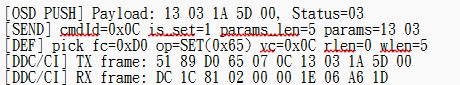 [OSD PUSH] Payload: 13 03 1A 5D 00, Status=03
[SEND] cmdId=0x0C is_set=1 params_len=5 params=13 03
[DEF] pick fc=0xD0 op=SET(0x65) vc=0x0C rlen=0 wlen=5
[DDC/CI] TX frame: 51 89 D0 65 07 0C 13 03 1A 5D 00
[DDC/CI] RX frame: DC 1C 81 02 00 00 1E 06 A6 1D